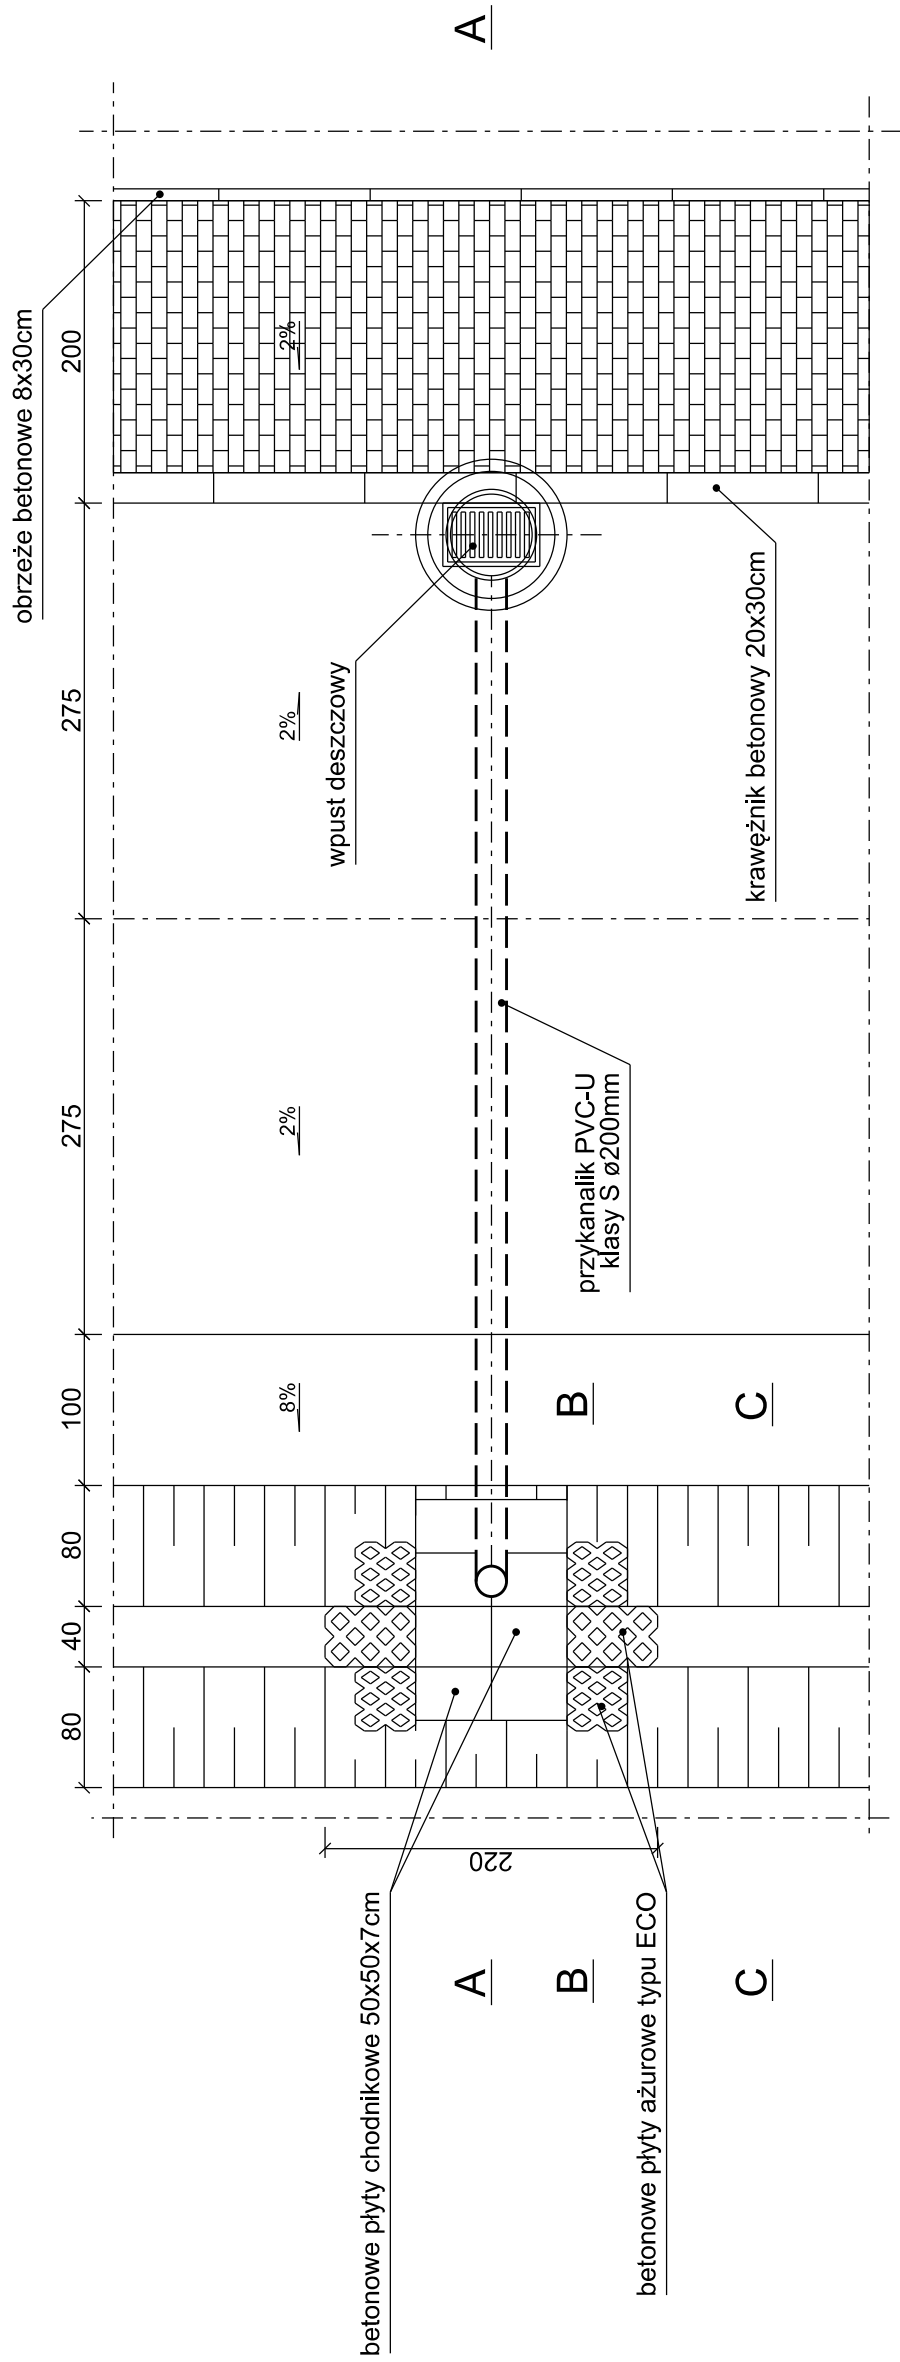 obrzeże betonowe 8x30cm
A
80
40
80
100
275
275
200
8%
2%
2%
2%
wpust deszczowy
przykanalik PVC-U
klasy S ø200mm
krawężnik betonowy 20x30cm
B
C
220
betonowe płyty chodnikowe 50x50x7cm
A
B
betonowe płyty ażurowe typu ECO
C